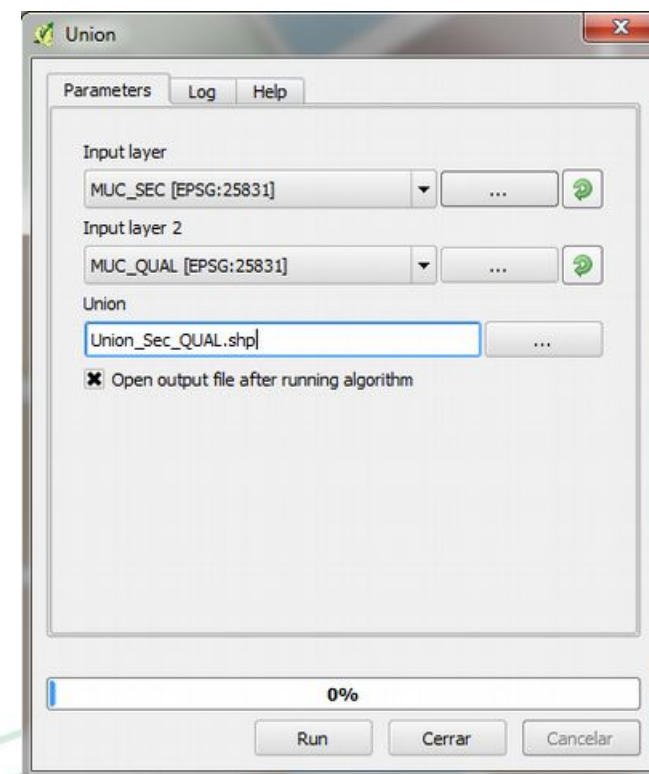 Union
Parameters Log Help
Input layer
MUC_SEC [EPSG:25831] ...
Input layer 2
MUC_QUAL [EPSG:25831] ...
Union
Union_Sec_QUAL.shp ...
Open output file after running algorithm
0%
Run Cerrar Cancelar